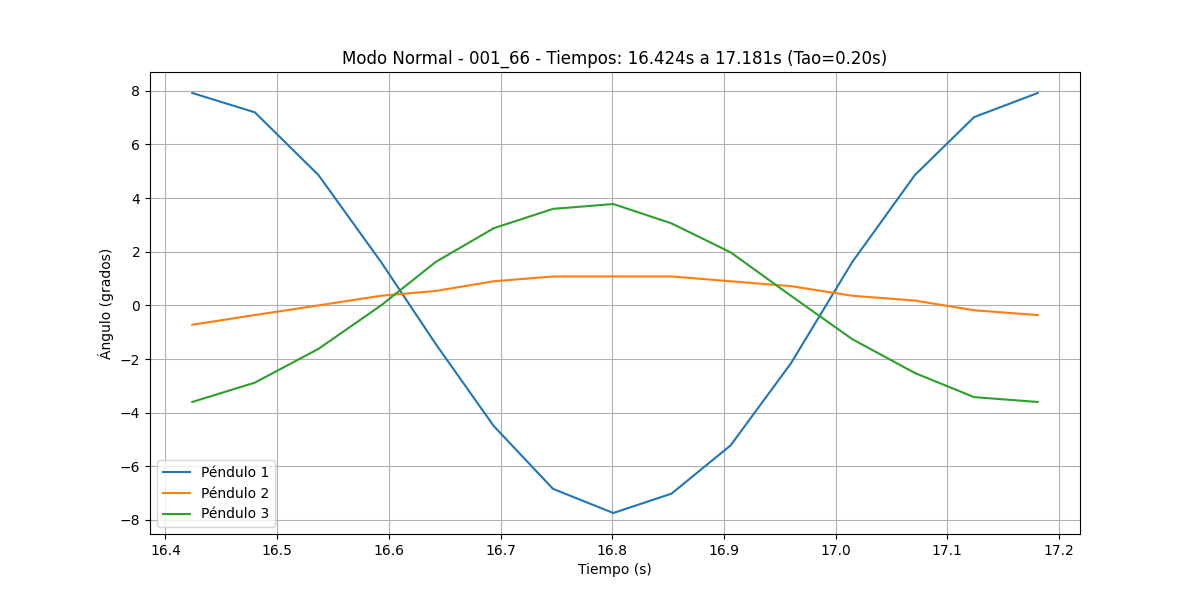 Modo Normal - 001_66 - Tiempos: 16.424s a 17.181s (Tao=0.20s)
Ángulo (grados)
8
6
4
2
0
−2
−4
−6
−8
Péndulo 1
Péndulo 2
Péndulo 3
16.4 16.5 16.6 16.7 16.8 16.9 17.0 17.1 17.2
Tiempo (s)